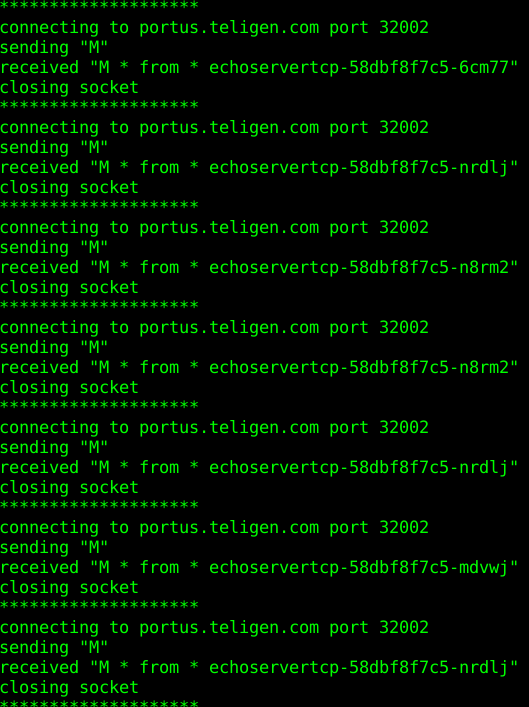 ********************
connecting to portus.teligen.com port 32002
sending "M"
received "M * from * echoservertcp-58dbf8f7c5-6cm77"
closing socket
********************
connecting to portus.teligen.com port 32002
sending "M"
received "M * from * echoservertcp-58dbf8f7c5-nrdlj"
closing socket
********************
connecting to portus.teligen.com port 32002
sending "M"
received "M * from * echoservertcp-58dbf8f7c5-n8rm2"
closing socket
********************
connecting to portus.teligen.com port 32002
sending "M"
received "M * from * echoservertcp-58dbf8f7c5-n8rm2"
closing socket
********************
connecting to portus.teligen.com port 32002
sending "M"
received "M * from * echoservertcp-58dbf8f7c5-nrdlj"
closing socket
********************
connecting to portus.teligen.com port 32002
sending "M"
received "M * from * echoservertcp-58dbf8f7c5-mdvwj"
closing socket
********************
connecting to portus.teligen.com port 32002
sending "M"
received "M * from * echoservertcp-58dbf8f7c5-nrdlj"
closing socket
********************